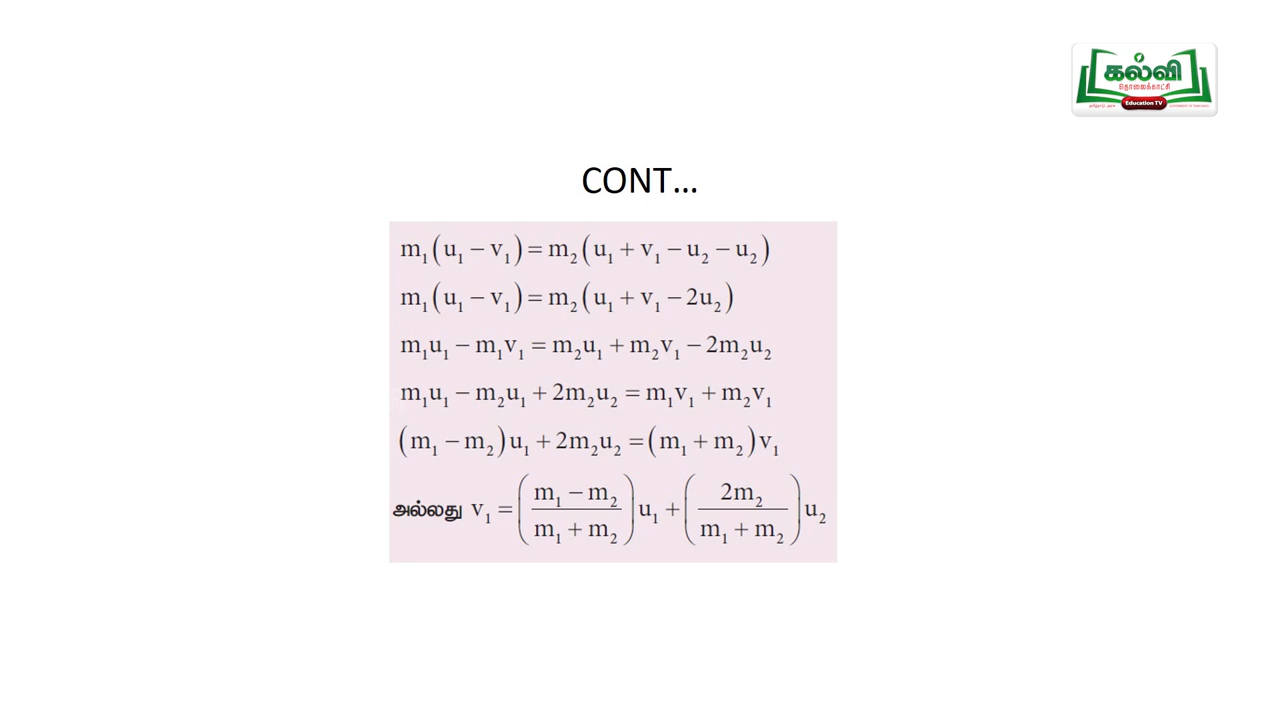 கல்வி
தொலைக்காட்சி
Education TV
CONT…
m₁(u₁ − v₁) = m₂(u₁ + v₁ − u₂ − u₂)
m₁(u₁ − v₁) = m₂(u₁ + v₁ − 2u₂)
m₁u₁ − m₁v₁ = m₂u₁ + m₂v₁ − 2m₂u₂
m₁u₁ − m₂u₁ + 2m₂u₂ = m₁v₁ + m₂v₁
(m₁ − m₂)u₁ + 2m₂u₂ = (m₁ + m₂)v₁
அல்லது v₁ = ((m₁ − m₂)/(m₁ + m₂))u₁ + (2m₂/(m₁ + m₂))u₂